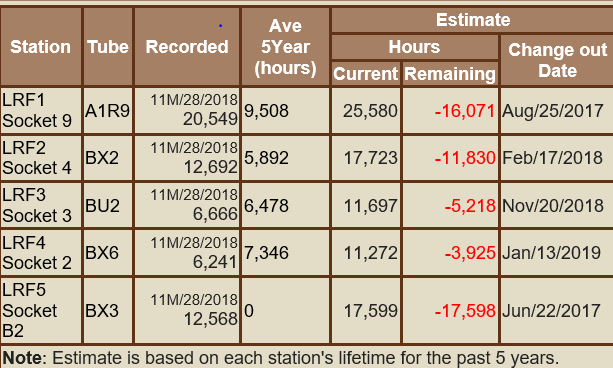 Station Tube Recorded Ave 5Year (hours) Estimate
Hours Change out Date
Current Remaining
LRF1 Socket 9 A1R9 11M/28/2018 20,549 9,508 25,580 -16,071 Aug/25/2017
LRF2 Socket 4 BX2 11M/28/2018 12,692 5,892 17,723 -11,830 Feb/17/2018
LRF3 Socket 3 BU2 11M/28/2018 6,666 6,478 11,697 -5,218 Nov/20/2018
LRF4 Socket 2 BX6 11M/28/2018 6,241 7,346 11,272 -3,925 Jan/13/2019
LRF5 Socket B2 BX3 11M/28/2018 12,568 0 17,599 -17,598 Jun/22/2017
Note: Estimate is based on each station's lifetime for the past 5 years.